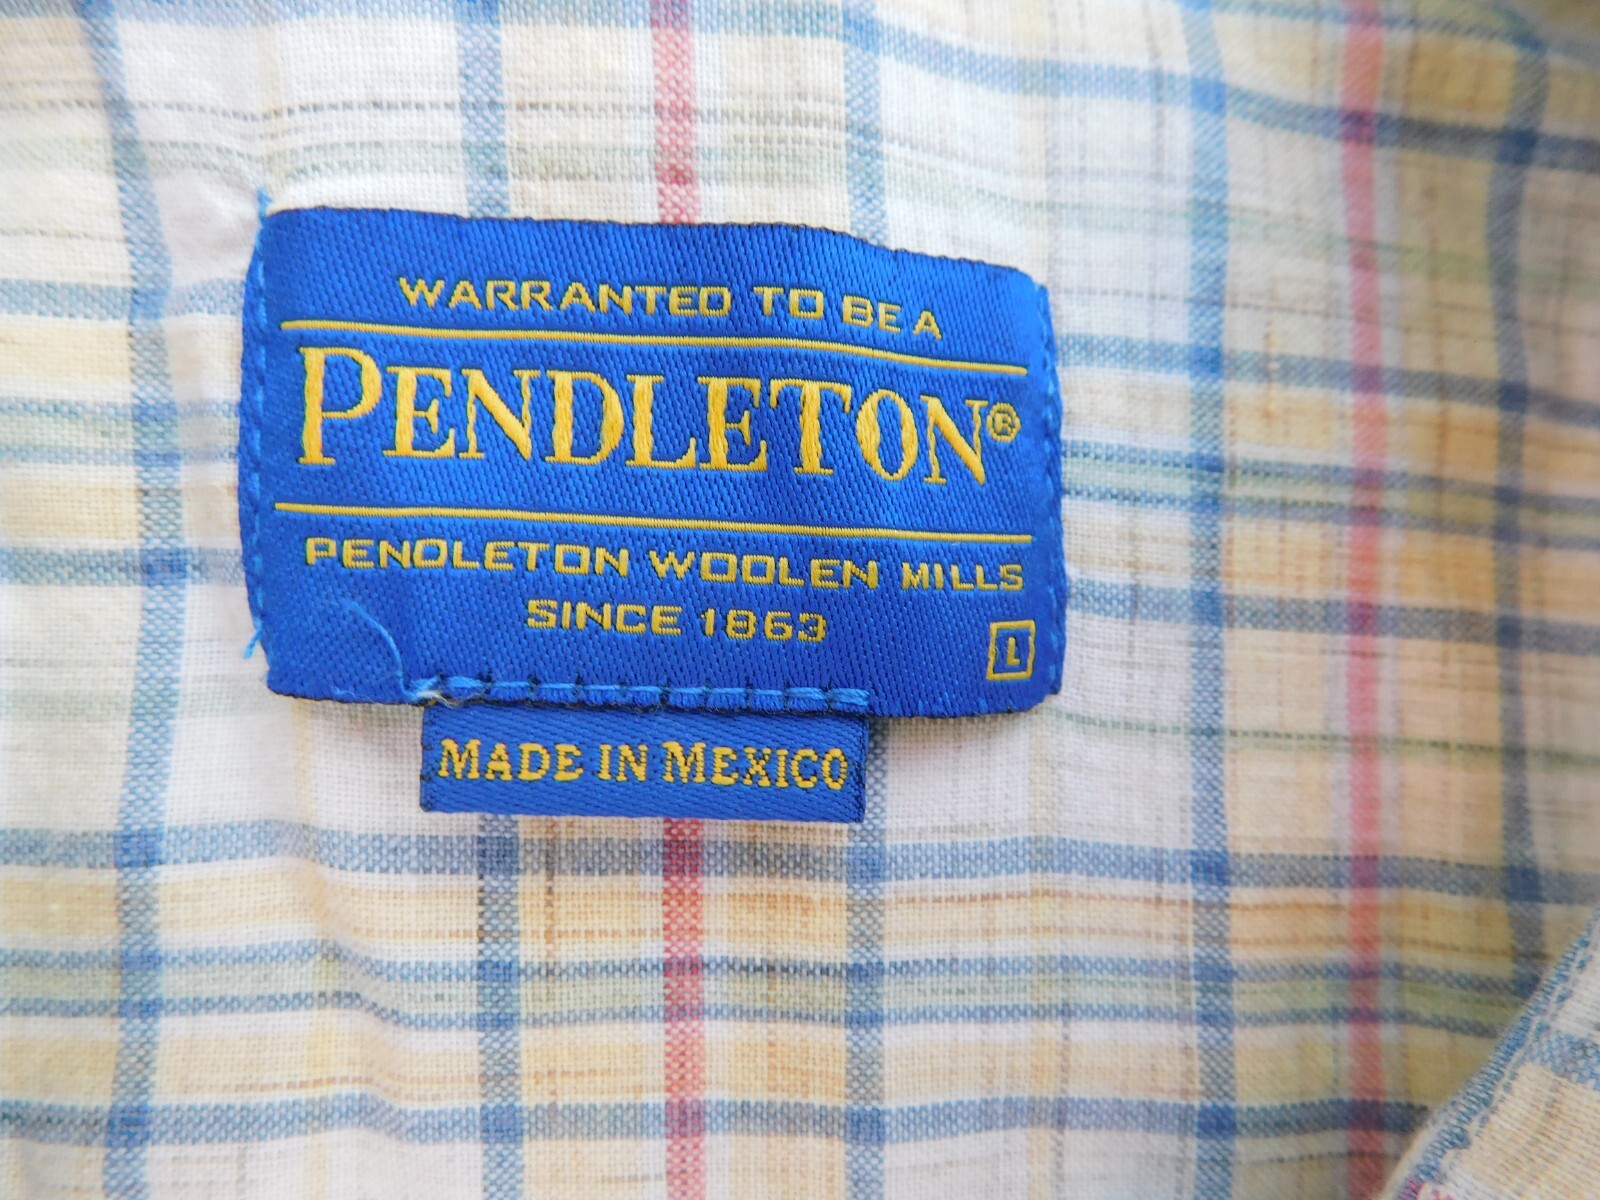 WARRANTED TO BE A
PENDLETON®
PENDLETON WOOLEN MILLS
SINCE 1863
L
MADE IN MEXICO